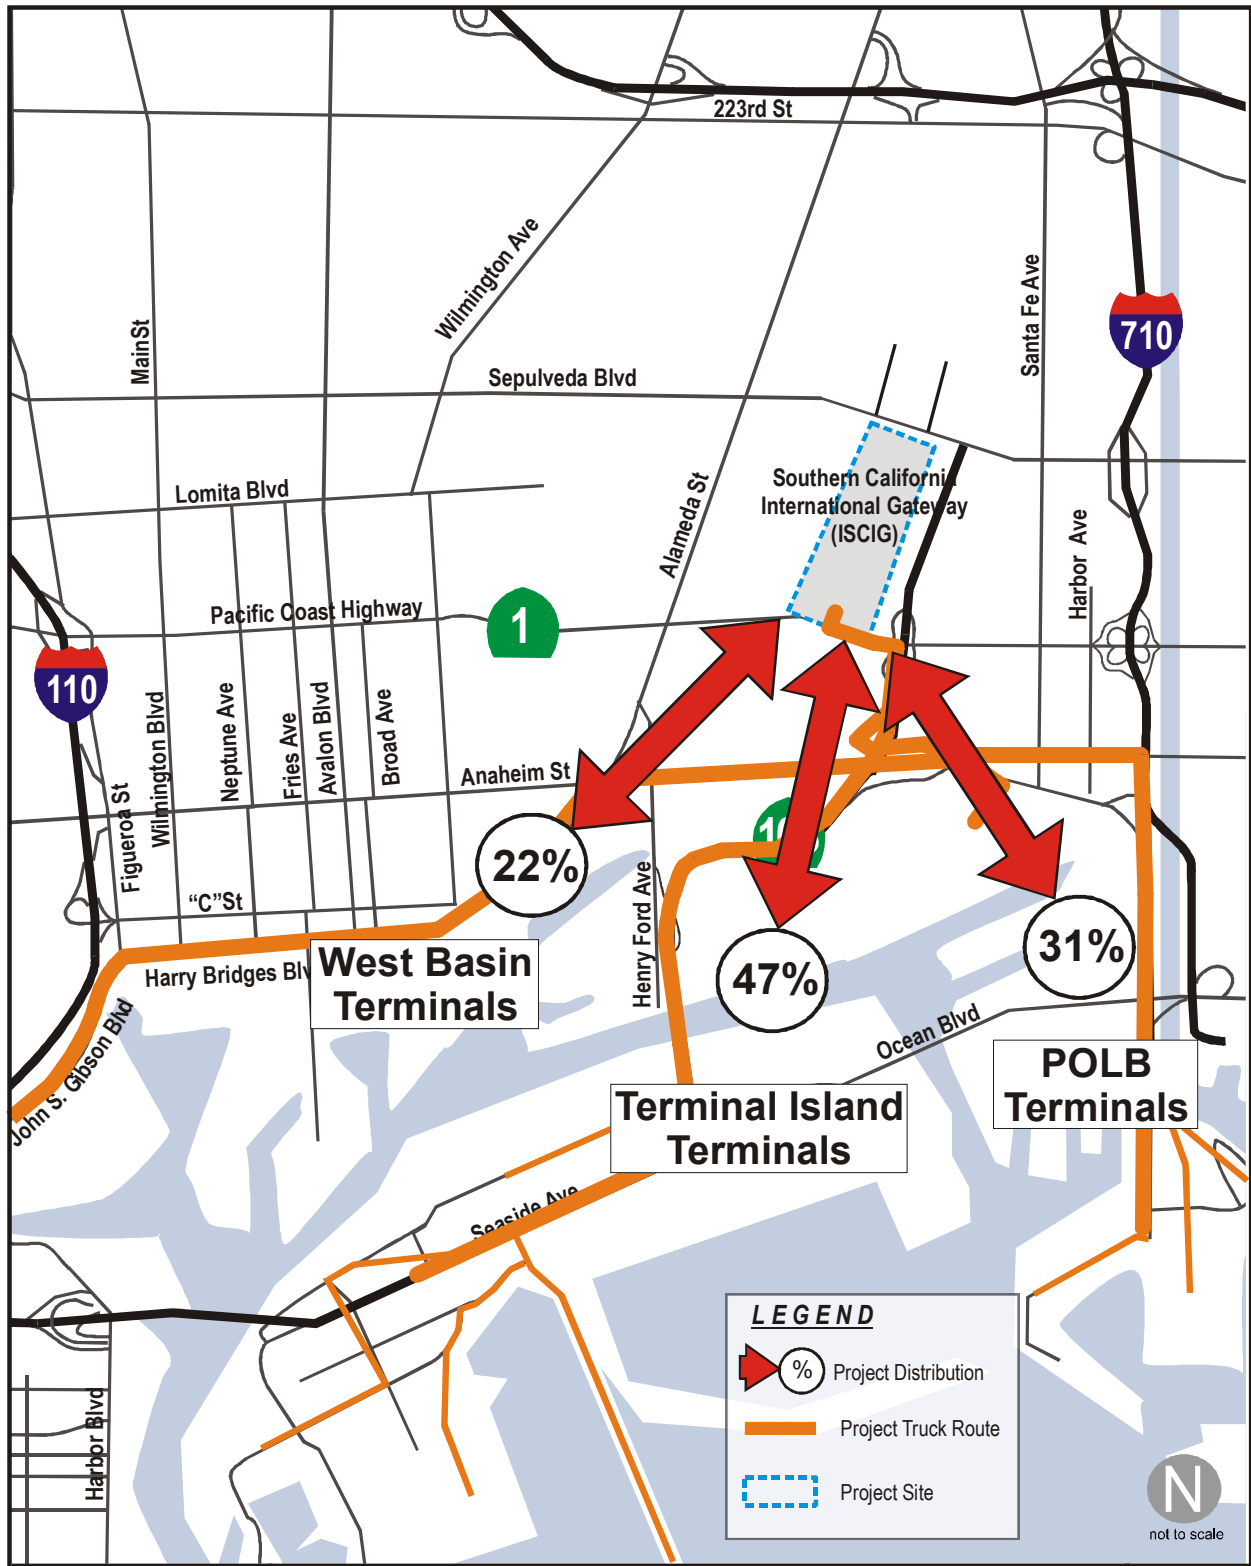 223rd St
Wilmington Ave
Santa Fe Ave
710
MainSt
Sepulveda Blvd
Southern California
International Gateway
(ISCIG)
Lomita Blvd
Alameda St
Harbor Ave
Pacific Coast Highway
1
110
Wilmington Blvd
Neptune Ave
Fries Ave
Avalon Blvd
Broad Ave
Anaheim St
Figueroa St
22%
"C"St
Henry Ford Ave
47%
31%
Harry Bridges Blv
West Basin
Terminals
Ocean Blvd
John S. Gibson Blvd
POLB
Terminals
Terminal Island
Terminals
Seaside Ave
Harbor Blvd
LEGEND
% Project Distribution
Project Truck Route
Project Site
N
not to scale